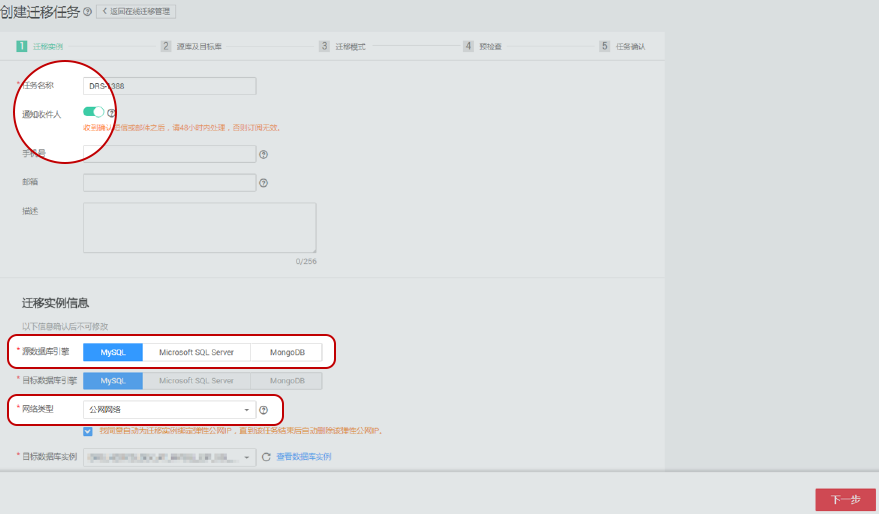 创建迁移任务 返回在线迁移管理
1 迁移实例 2 源库及目标库 3 迁移模式 4 预检查 5 任务确认
* 任务名称 DRS-1388
通知收件人
收到确认短信或邮件之后，请48小时内处理，否则订阅无效。
手机号
邮箱
描述
0/256
迁移实例信息
以下信息确认后不可修改
* 源数据库引擎 MySQL Microsoft SQL Server MongoDB
* 目标数据库引擎 MySQL Microsoft SQL Server MongoDB
* 网络类型 公网网络
我同意自动为迁移实例绑定弹性公网IP，直到该任务结束后自动删除该弹性公网IP。
* 目标数据库实例 查看数据库实例
下一步